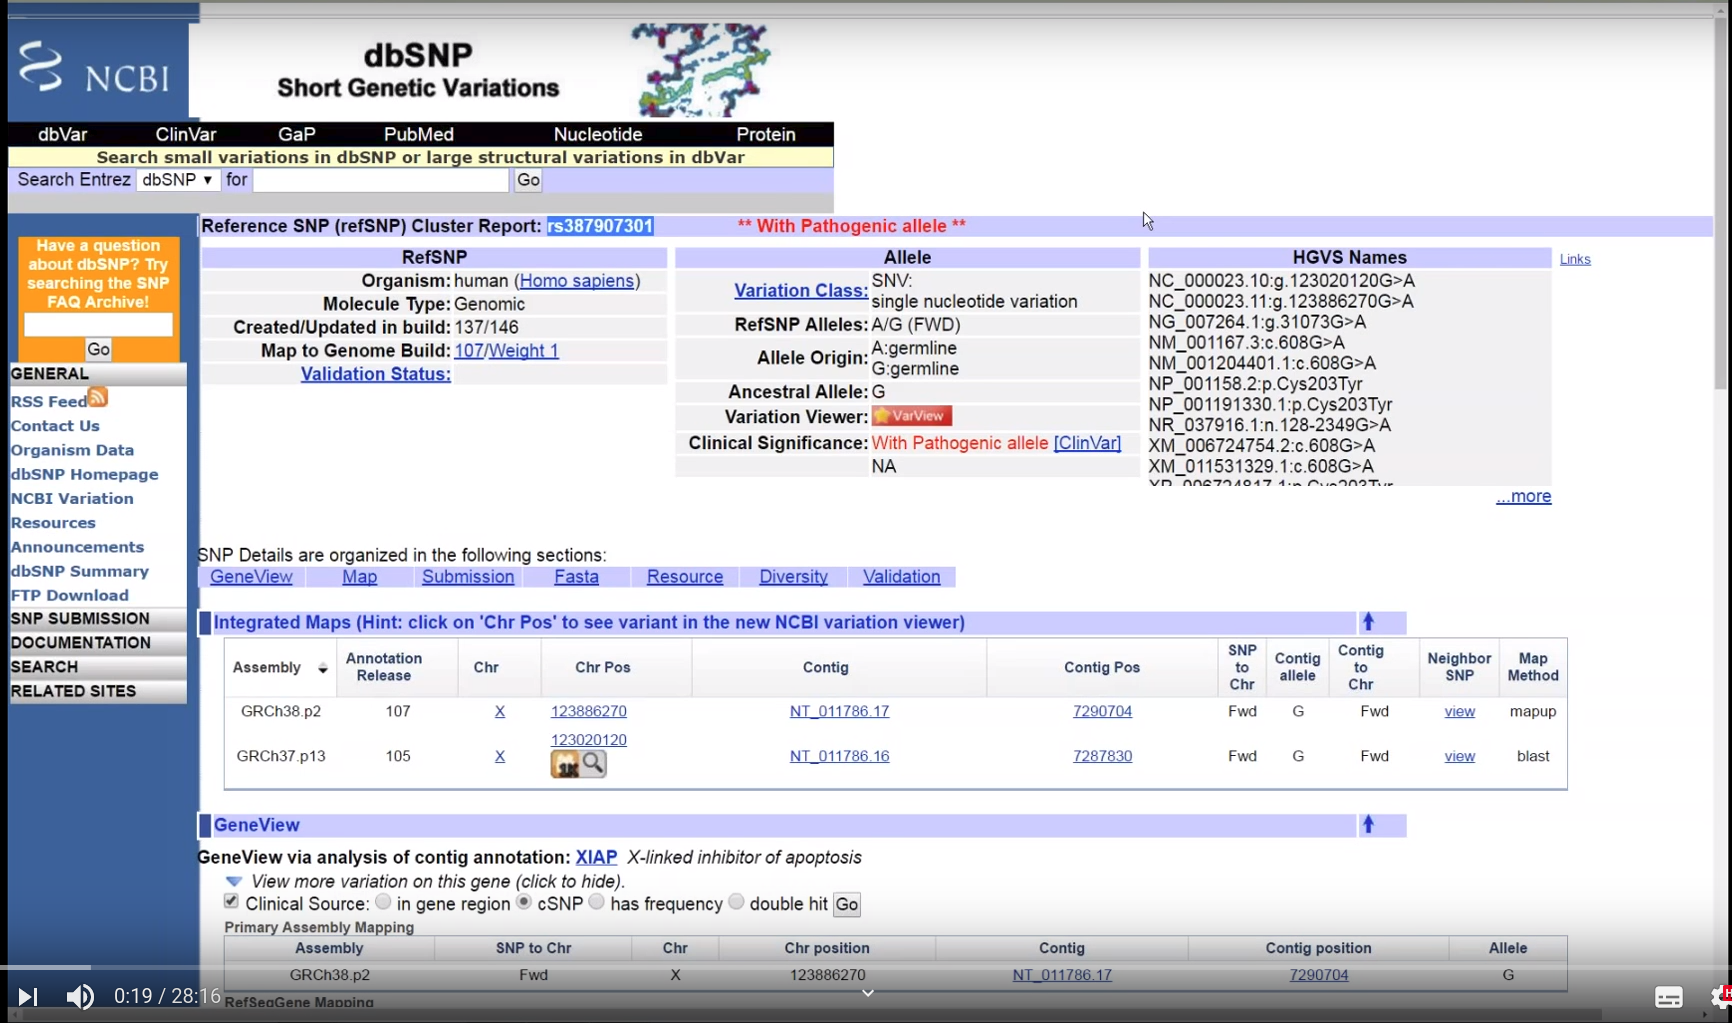 NCBI
dbSNP
Short Genetic Variations
dbVar ClinVar GaP PubMed Nucleotide Protein
Search small variations in dbSNP or large structural variations in dbVar
Search Entrez dbSNP for Go
Have a question
about dbSNP? Try
searching the SNP
FAQ Archive!
Go
GENERAL
RSS Feed
Contact Us
Organism Data
dbSNP Homepage
NCBI Variation
Resources
Announcements
dbSNP Summary
FTP Download
SNP SUBMISSION
DOCUMENTATION
SEARCH
RELATED SITES
Reference SNP (refSNP) Cluster Report: rs387907301 ** With Pathogenic allele **
RefSNP
Organism: human (Homo sapiens)
Molecule Type: Genomic
Created/Updated in build: 137/146
Map to Genome Build: 107/Weight 1
Validation Status:
Allele
Variation Class: SNV:
single nucleotide variation
RefSNP Alleles: A/G (FWD)
Allele Origin: A:germline
G:germline
Ancestral Allele: G
Variation Viewer: VarView
Clinical Significance: With Pathogenic allele [ClinVar]
NA
HGVS Names
NC_000023.10:g.123020120G>A
NC_000023.11:g.123886270G>A
NG_007264.1:g.31073G>A
NM_001167.3:c.608G>A
NM_001204401.1:c.608G>A
NP_001158.2:p.Cys203Tyr
NP_001191330.1:p.Cys203Tyr
NR_037916.1:n.128-2349G>A
XM_006724754.2:c.608G>A
XM_011531329.1:c.608G>A
XP_006724817.1:p.Cys203Tyr
...more
Links
SNP Details are organized in the following sections:
GeneView Map Submission Fasta Resource Diversity Validation
Integrated Maps (Hint: click on 'Chr Pos' to see variant in the new NCBI variation viewer)
Assembly Annotation Release Chr Chr Pos Contig Contig Pos SNP to Chr Contig allele Contig to Chr Neighbor SNP Map Method
GRCh38.p2 107 X 123886270 NT_011786.17 7290704 Fwd G Fwd view mapup
GRCh37.p13 105 X 123020120 NT_011786.16 7287830 Fwd G Fwd view blast
1K
GeneView
GeneView via analysis of contig annotation: XIAP X-linked inhibitor of apoptosis
View more variation on this gene (click to hide).
Clinical Source: in gene region cSNP has frequency double hit Go
Primary Assembly Mapping
Assembly SNP to Chr Chr Chr position Contig Contig position Allele
GRCh38.p2 Fwd X 123886270 NT_011786.17 7290704 G
RefSeqGene Mapping
0:19 / 28:16
H